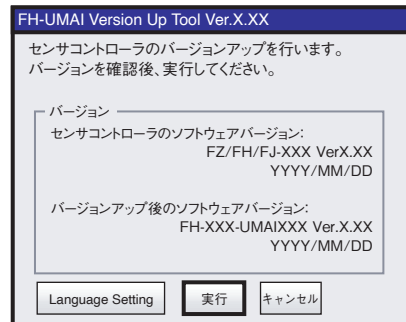 FH-UMAI Version Up Tool Ver.X.XX
センサコントローラのバージョンアップを行います。
バージョンを確認後、実行してください。
バージョン
センサコントローラのソフトウェアバージョン:
FZ/FH/FJ-XXX VerX.XX
YYYY/MM/DD
バージョンアップ後のソフトウェアバージョン:
FH-XXX-UMAIXXX Ver.X.XX
YYYY/MM/DD
Language Setting 実行 キャンセル